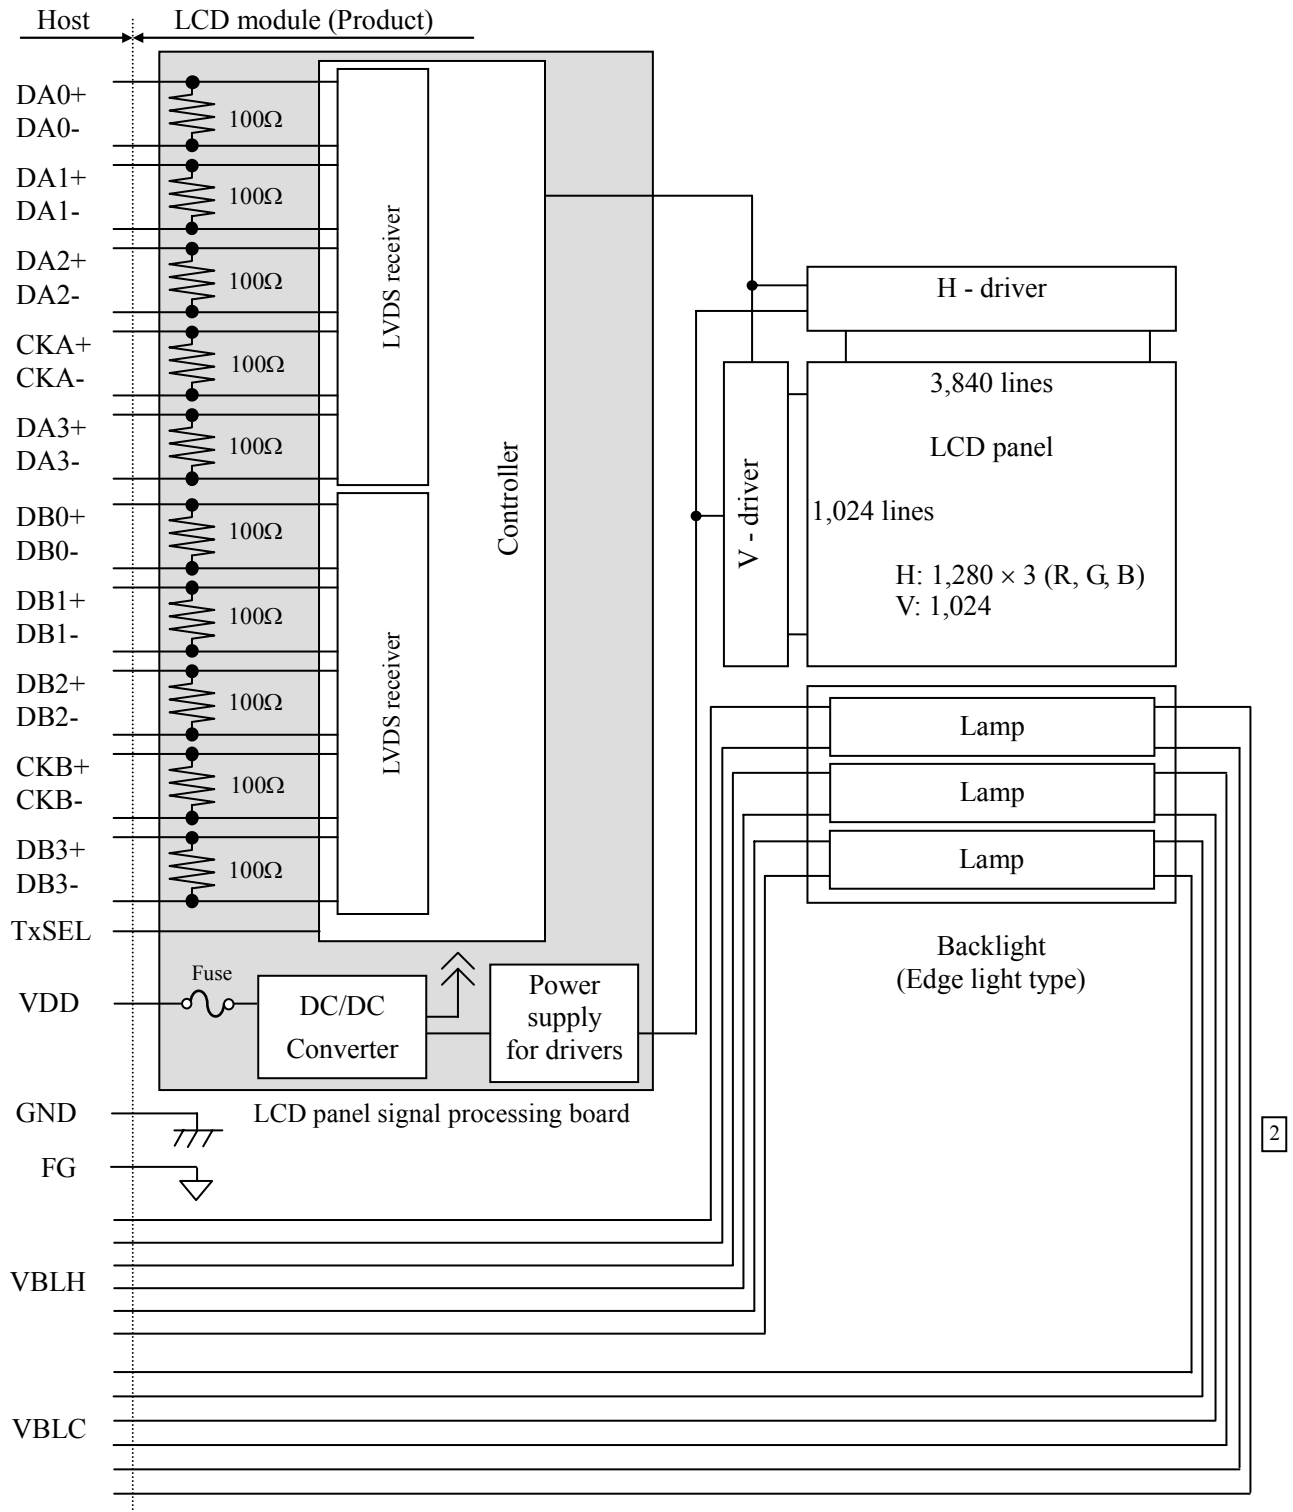 Host
LCD module (Product)
DA0+
DA0-
100Ω
DA1+
DA1-
100Ω
DA2+
DA2-
100Ω
CKA+
CKA-
100Ω
DA3+
DA3-
100Ω
LVDS receiver
DB0+
DB0-
100Ω
DB1+
DB1-
100Ω
DB2+
DB2-
100Ω
CKB+
CKB-
100Ω
DB3+
DB3-
100Ω
LVDS receiver
Controller
TxSEL
VDD
Fuse
DC/DC
Converter
Power
supply
for drivers
LCD panel signal processing board
H - driver
V - driver
3,840 lines
LCD panel
1,024 lines
H: 1,280 × 3 (R, G, B)
V: 1,024
Lamp
Lamp
Lamp
Backlight
(Edge light type)
GND
FG
VBLH
VBLC
2